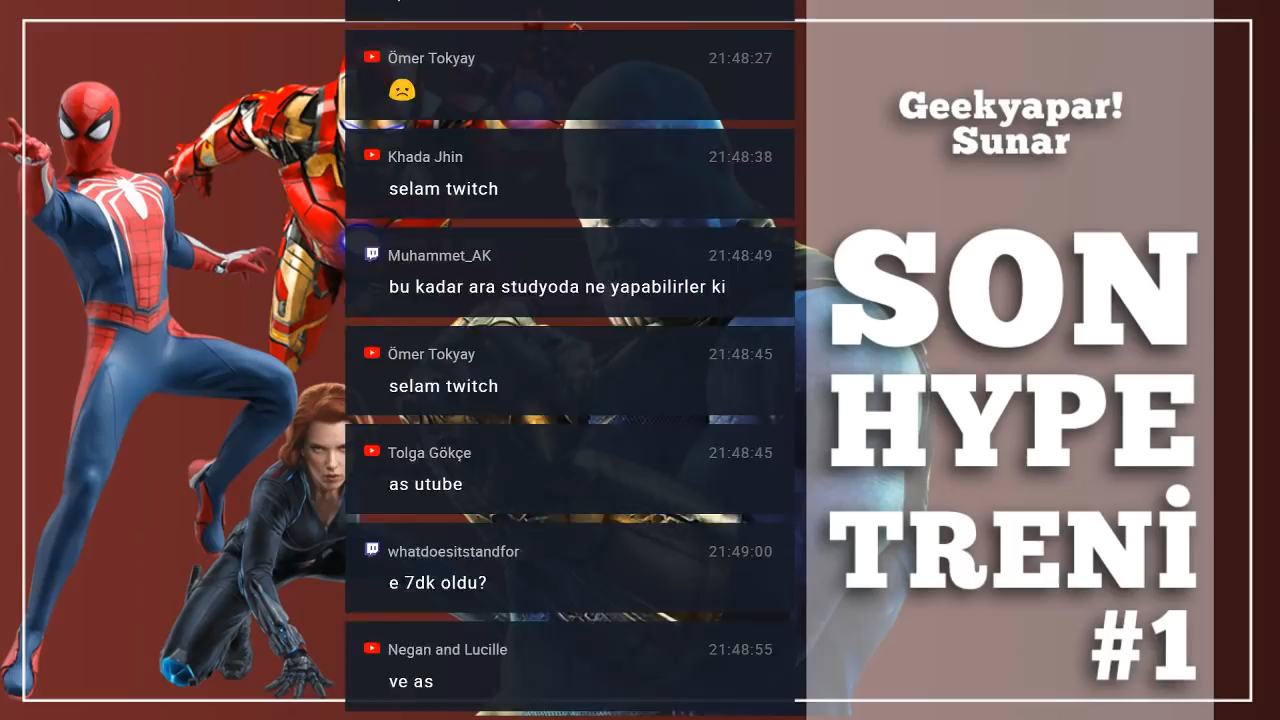 Ömer Tokyay 21:48:27
Khada Jhin 21:48:38
selam twitch
Muhammet_AK 21:48:49
bu kadar ara studyoda ne yapabilirler ki
Ömer Tokyay 21:48:45
selam twitch
Tolga Gökçe 21:48:45
as utube
whatdoesitstandfor 21:49:00
e 7dk oldu?
Negan and Lucille 21:48:55
ve as
Geekyapar!
Sunar
SON
HYPE
TRENİ
#1